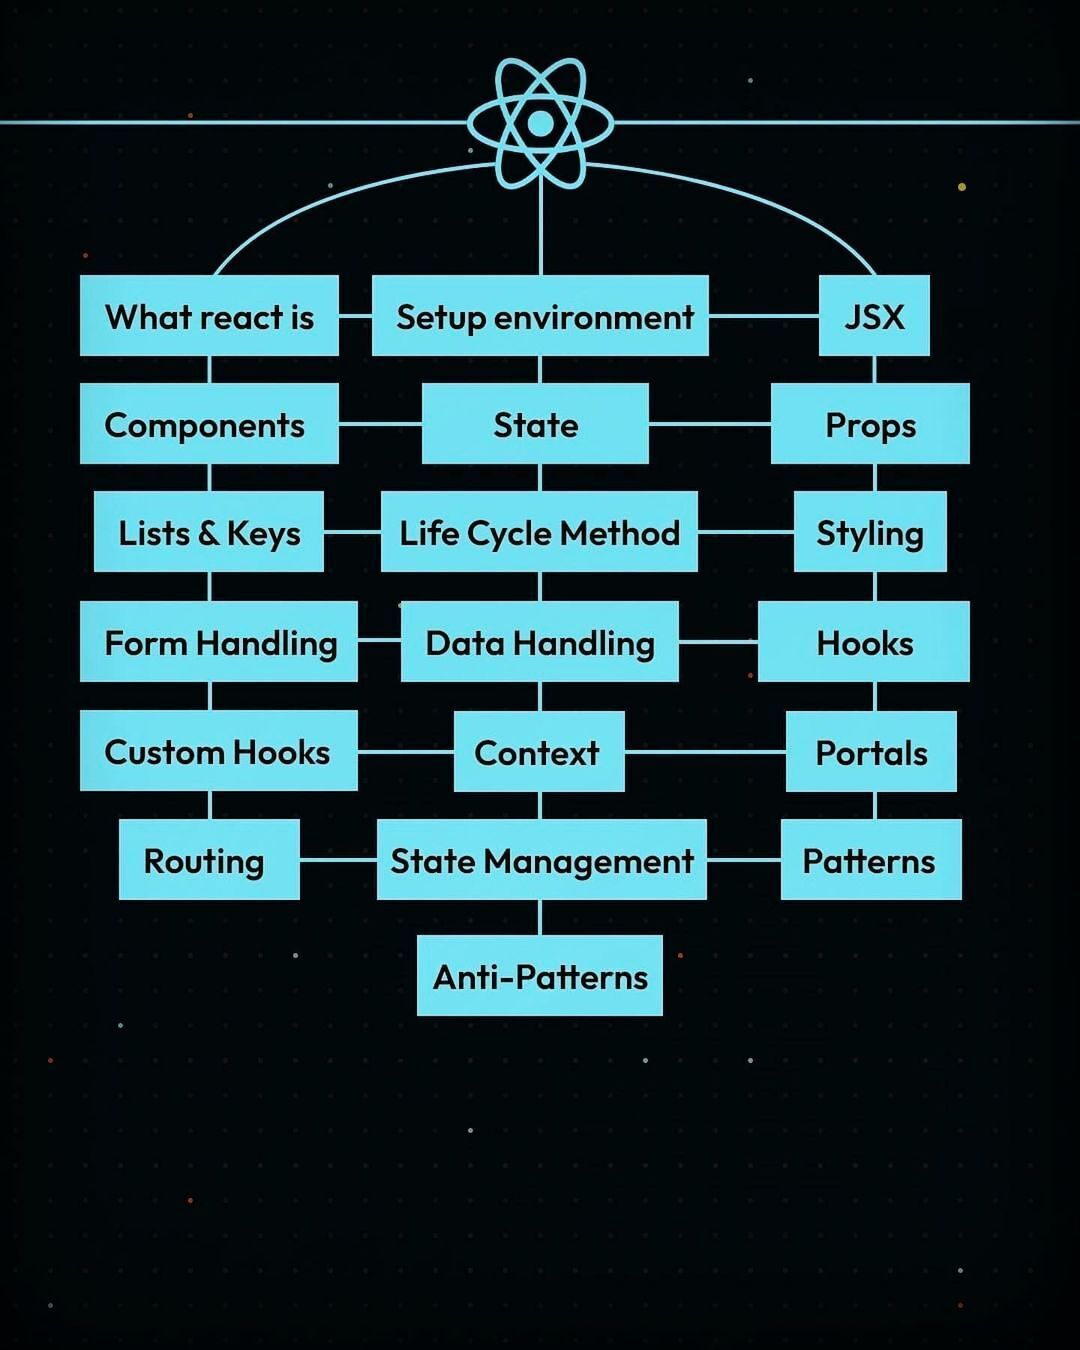 What react is
Setup environment
JSX
Components
State
Props
Lists & Keys
Life Cycle Method
Styling
Form Handling
Data Handling
Hooks
Custom Hooks
Context
Portals
Routing
State Management
Patterns
Anti-Patterns